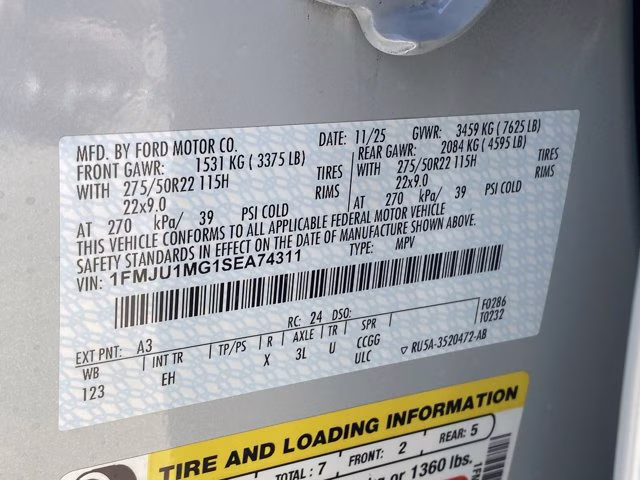 MFD. BY FORD MOTOR CO. DATE: 11/25 GVWR: 3459 KG ( 7625 LB)
FRONT GAWR: 1531 KG ( 3375 LB) REAR GAWR: 2084 KG ( 4595 LB)
WITH 275/50R22 115H TIRES WITH 275/50R22 115H TIRES
22x9.0 RIMS 22x9.0 RIMS
AT 270 kPa/ 39 PSI COLD AT 270 kPa/ 39 PSI COLD
THIS VEHICLE CONFORMS TO ALL APPLICABLE FEDERAL MOTOR VEHICLE
SAFETY STANDARDS IN EFFECT ON THE DATE OF MANUFACTURE SHOWN ABOVE.
VIN: 1FMJU1MG1SEA74311 TYPE: MPV
F0286
T0232
EXT PNT: A3 RC: 24 DSO:
WB INT TR TP/PS R AXLE TR SPR
123 EH X 3L U CCGG
ULC ▽ RU5A-3520472-AB
TIRE AND LOADING INFORMATION
TOTAL: 7 FRONT: 2 REAR: 5
or 1360 lbs.